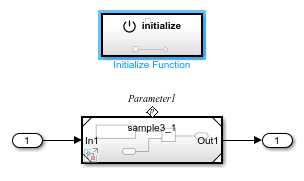 initialize
Initialize Function
Parameter1
sample3_1
1
In1
Out1
1